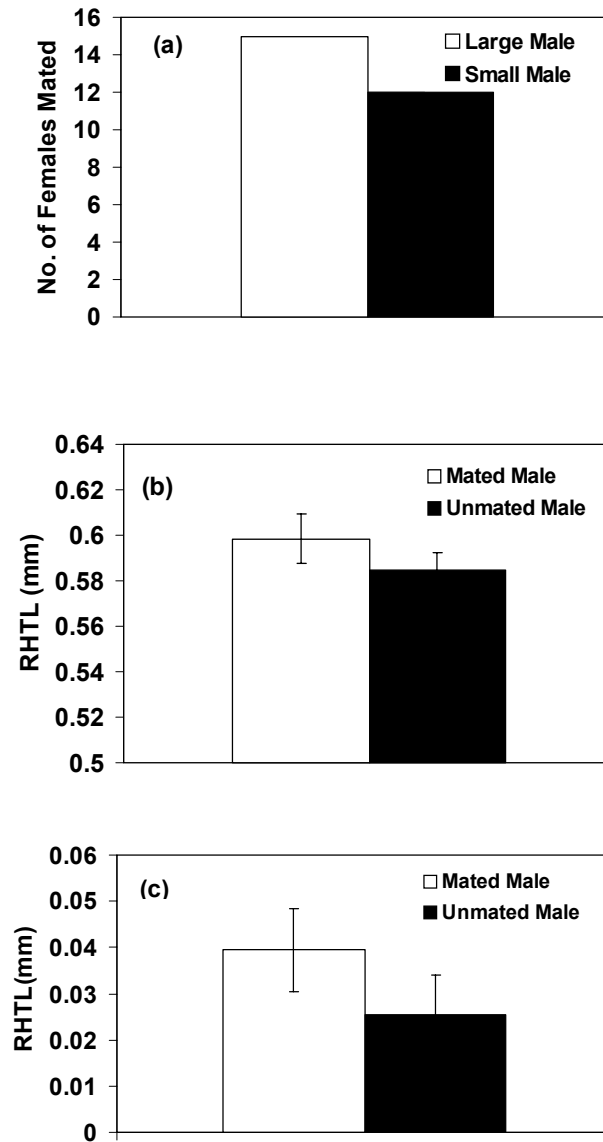 (a)
Large Male
Small Male
No. of Females Mated
16
14
12
10
8
6
4
2
0
(b)
Mated Male
Unmated Male
RHTL (mm)
0.64
0.62
0.6
0.58
0.56
0.54
0.52
0.5
(c)
Mated Male
Unmated Male
RHTL(mm)
0.06
0.05
0.04
0.03
0.02
0.01
0